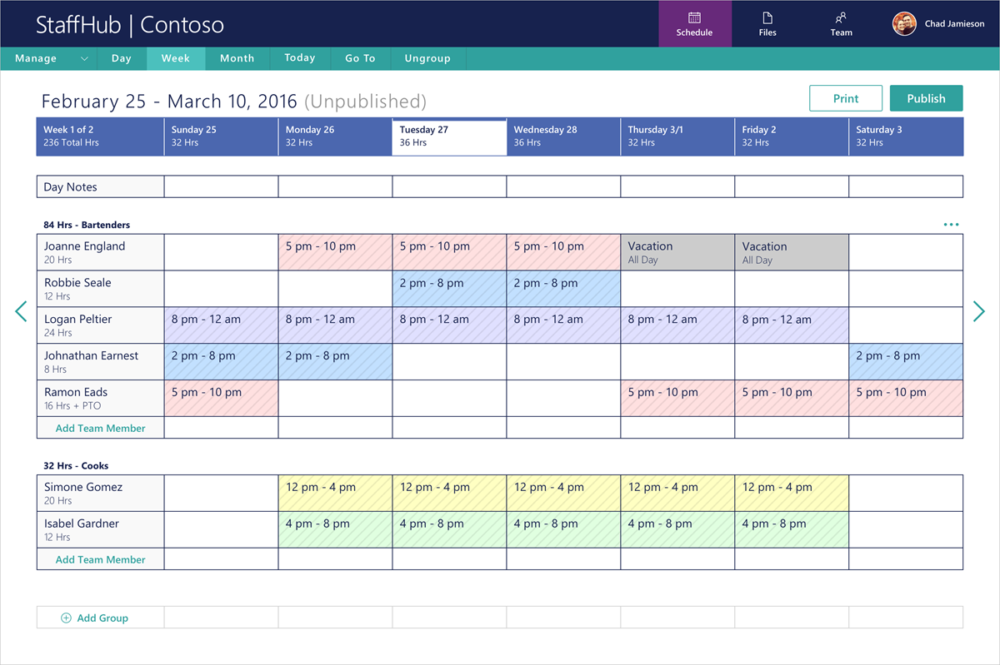 StaffHub | Contoso
Schedule
Files
Team
Chad Jamieson
Manage Day Week Month Today Go To Ungroup
February 25 - March 10, 2016 (Unpublished)
Print
Publish
Week 1 of 2 Sunday 25 Monday 26 Tuesday 27 Wednesday 28 Thursday 3/1 Friday 2 Saturday 3
236 Total Hrs 32 Hrs 32 Hrs 36 Hrs 36 Hrs 32 Hrs 32 Hrs 32 Hrs
Day Notes
84 Hrs - Bartenders
Joanne England 5 pm - 10 pm 5 pm - 10 pm 5 pm - 10 pm Vacation Vacation
20 Hrs All Day All Day
Robbie Seale 2 pm - 8 pm 2 pm - 8 pm
12 Hrs
Logan Peltier 8 pm - 12 am 8 pm - 12 am 8 pm - 12 am 8 pm - 12 am 8 pm - 12 am 8 pm - 12 am
24 Hrs
Johnathan Earnest 2 pm - 8 pm 2 pm - 8 pm 2 pm - 8 pm
8 Hrs
Ramon Eads 5 pm - 10 pm 5 pm - 10 pm 5 pm - 10 pm 5 pm - 10 pm
16 Hrs + PTO
Add Team Member
32 Hrs - Cooks
Simone Gomez 12 pm - 4 pm 12 pm - 4 pm 12 pm - 4 pm 12 pm - 4 pm 12 pm - 4 pm
20 Hrs
Isabel Gardner 4 pm - 8 pm 4 pm - 8 pm 4 pm - 8 pm 4 pm - 8 pm 4 pm - 8 pm
12 Hrs
Add Team Member
Add Group